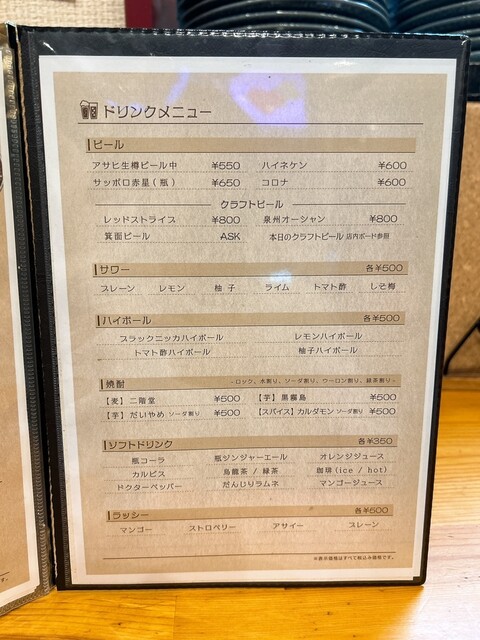 ドリンクメニュー
ビール
アサヒ生樽ビール中 ¥550 ハイネケン ¥600
サッポロ赤星(瓶) ¥650 コロナ ¥600
クラフトビール
レッドストライス ¥800 泉州オーシャン ¥800
箕面ビール ASK 本日のクラフトビール 店内ボード参照
サワー 各¥500
プレーン レモン 柚子 ライム トマト酢 しそ梅
ハイボール 各¥500
ブラックニッカハイボール レモンハイボール
トマト酢ハイボール 柚子ハイボール
焼酎 -ロック、水割り、ソーダ割り、ウーロン割り、緑茶割り-
【麦】二階堂 ¥500 【芋】黒霧島 ¥500
【芋】だいやめ ソーダ割り ¥500 【スパイス】カルダモン ソーダ割り ¥500
ソフトドリンク 各¥350
瓶コーラ 瓶ジンジャーエール オレンジジュース
カルピス 烏龍茶 / 緑茶 珈琲(ice / hot)
ドクターペッパー だんじりラムネ マンゴージュース
ラッシー 各¥500
マンゴー ストロベリー アサイー プレーン
※表示価格はすべて税込み価格です。
す。